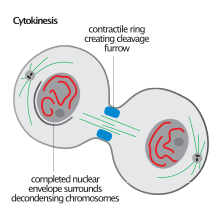 Cytokinesis
contractile ring
creating cleavage
furrow
completed nuclear
envelope surrounds
decondensing chromosomes